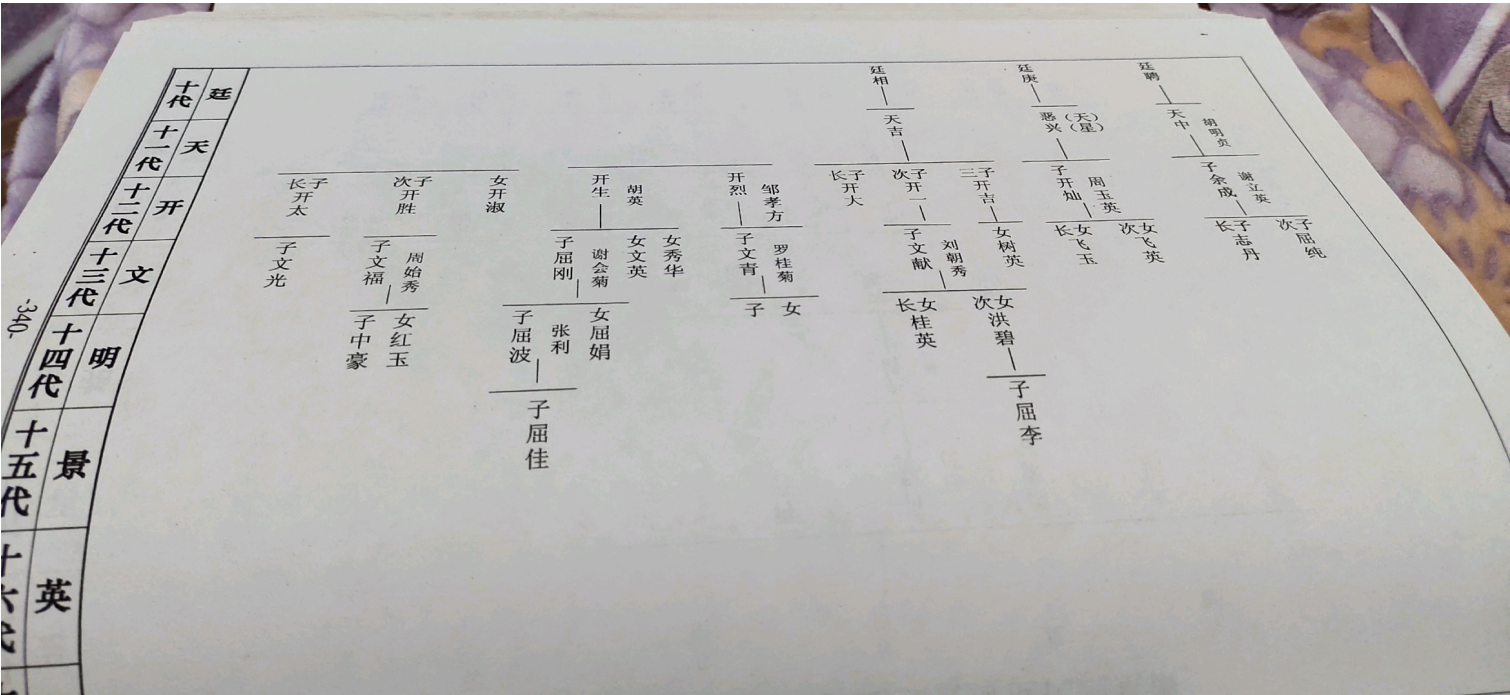 廷 天 开 文 明 景 英
十代 十一代 十二代 十三代 十四代 十五代 十六代
-340-
廷聘
天中 胡明贞
子余成 谢立英
长子志丹
次子屈纯
廷庚
恶兴 (天)(星)
子开灿 周玉英
长女飞玉
次女飞英
廷相
天吉
三子开吉
女树英
次子开一
子文献 刘朝秀
次女洪碧
子屈李
长女桂英
长子开大
开烈 邹孝方
子文青 罗桂菊
女
子
开生 胡英
女秀华
女文英
子屈刚 谢会菊
女屈娟
子屈波 张利
子屈佳
女开淑
次子开胜
子文福 周始秀
女红玉
子中豪
长子开太
子文光